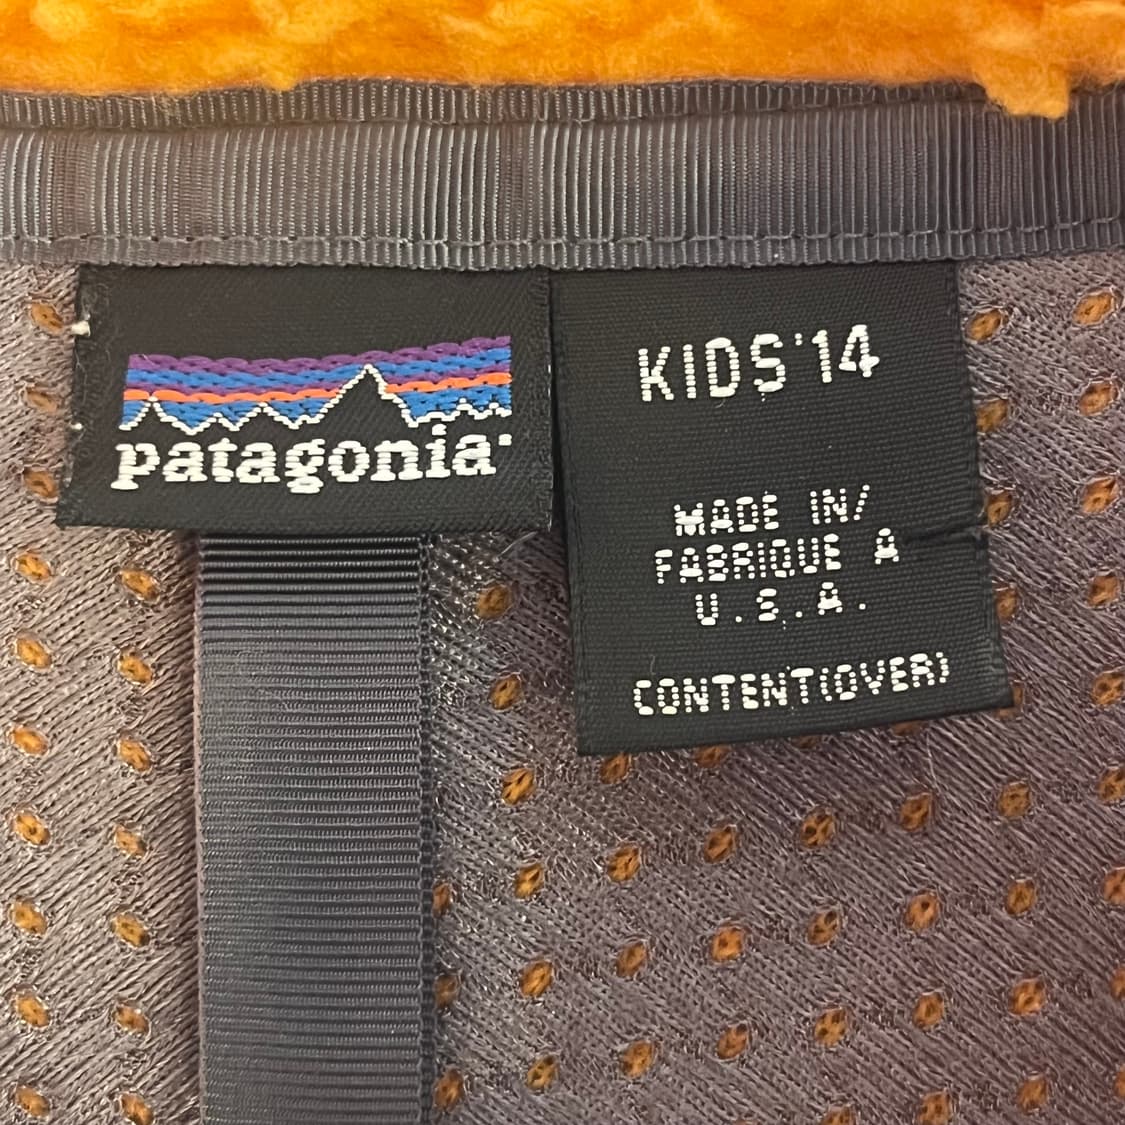 patagonia
KIDS'14
MADE IN/
FABRIQUE A
U.S.A.
CONTENT(OVER)